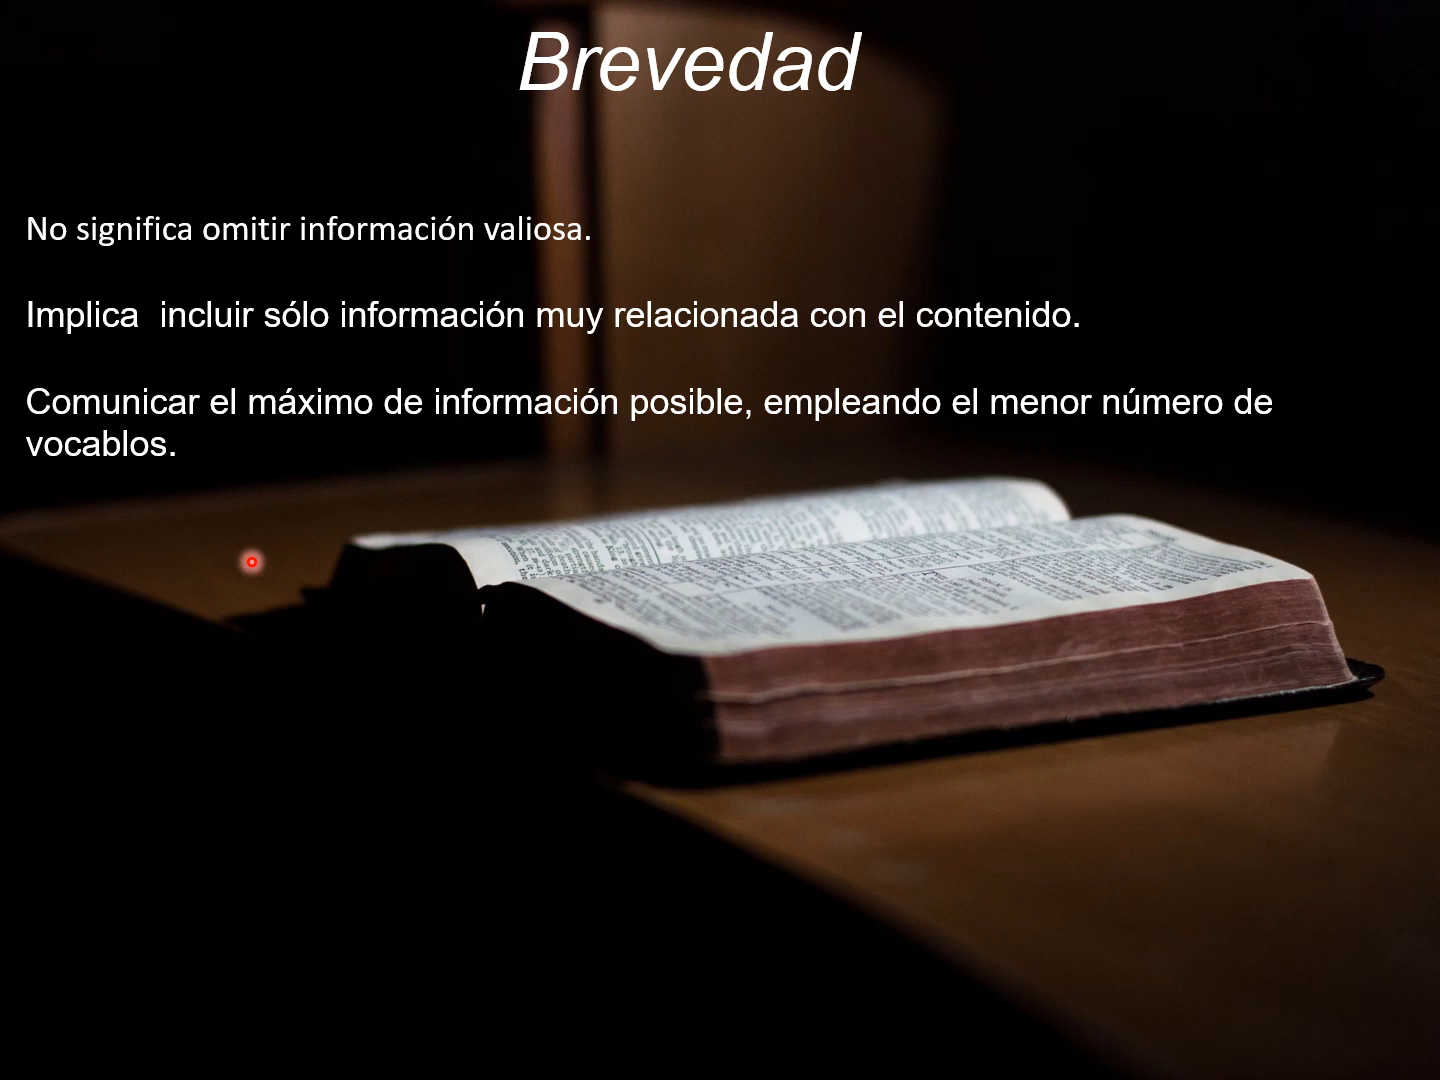 Brevedad
No significa omitir información valiosa.
Implica  incluir sólo información muy relacionada con el contenido.
Comunicar el máximo de información posible, empleando el menor número de
vocablos.